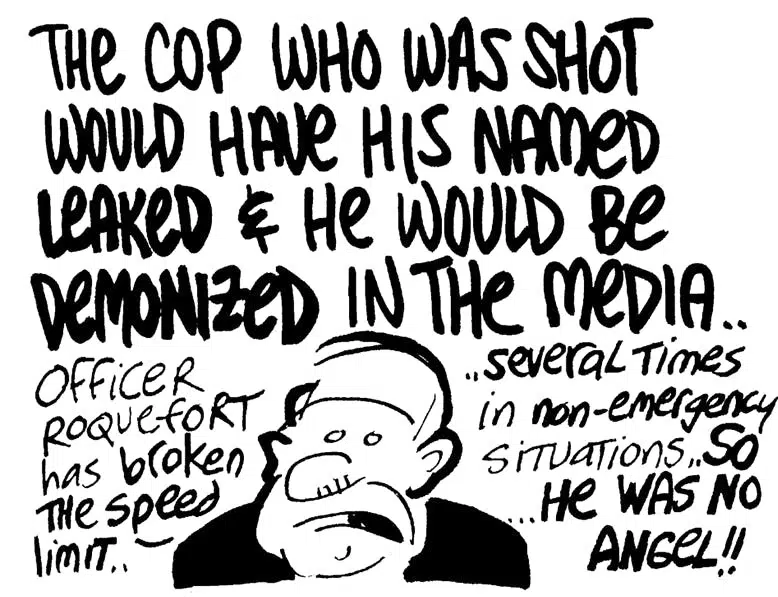 THE COP WHO WAS SHOT
WOULD HAVE HIS NAMED
LEAKED & HE WOULD BE
DEMONIZED IN THE MEDIA..
OFFICER
ROQUEFORT
has broken
THE speed
limit..
..several Times
in non-emergency
situations..SO
...HE WAS NO
ANGEL!!